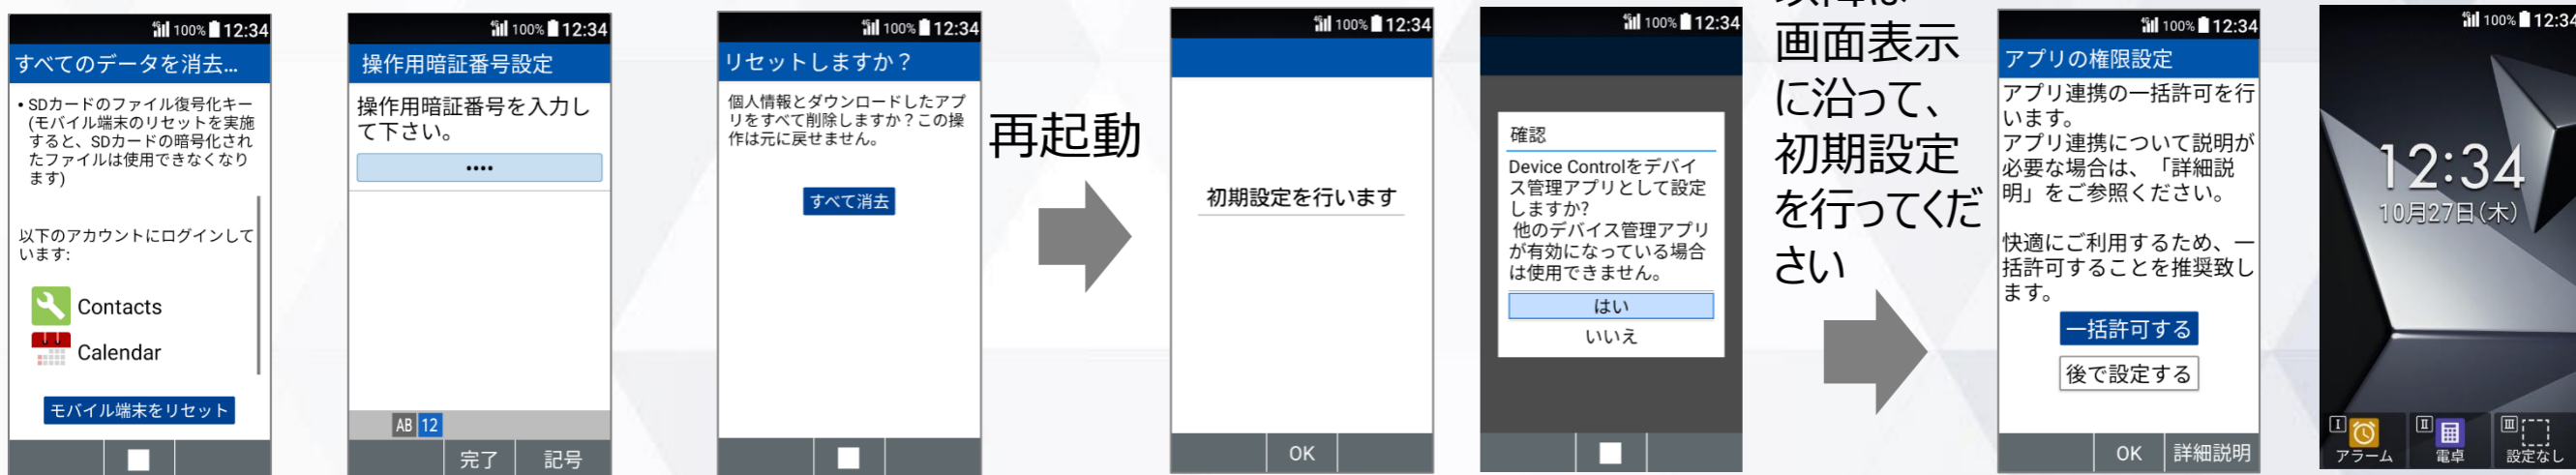 100% 12:34
すべてのデータを消去...
• SDカードのファイル復号化キー
(モバイル端末のリセットを実施
すると、SDカードの暗号化され
たファイルは使用できなくなり
ます)
以下のアカウントにログインして
います:
Contacts
Calendar
モバイル端末をリセット
100% 12:34
操作用暗証番号設定
操作用暗証番号を入力し
て下さい。
••••
AB 12
完了 記号
100% 12:34
リセットしますか？
個人情報とダウンロードしたアプ
リをすべて削除しますか？この操
作は元に戻せません。
すべて消去
再起動
100% 12:34
初期設定を行います
OK
100% 12:34
確認
Device Controlをデバイ
ス管理アプリとして設定
しますか?
他のデバイス管理アプリ
が有効になっている場合
は使用できません。
はい
いいえ
画面表示
に沿って、
初期設定
を行ってくだ
さい
100% 12:34
アプリの権限設定
アプリ連携の一括許可を行
います。
アプリ連携について説明が
必要な場合は、「詳細説
明」をご参照ください。
快適にご利用するため、一
括許可することを推奨致し
ます。
一括許可する
後で設定する
OK 詳細説明
100% 12:34
12:34
10月27日(木)
I II III
アラーム 電卓 設定なし